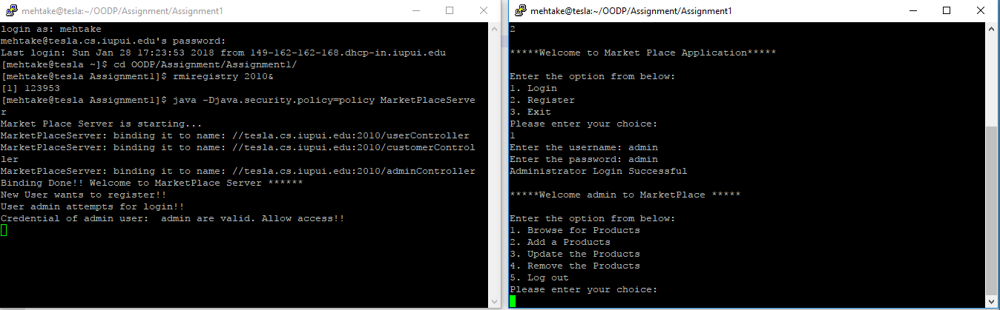 mehtake@tesla:~/OODP/Assignment/Assignment1
login as: mehtake
mehtake@tesla.cs.iupui.edu's password:
Last login: Sun Jan 28 17:23:53 2018 from 149-162-162-168.dhcp-in.iupui.edu
[mehtake@tesla ~]$ cd OODP/Assignment/Assignment1/
[mehtake@tesla Assignment1]$ rmiregistry 2010&
[1] 123953
[mehtake@tesla Assignment1]$ java -Djava.security.policy=policy MarketPlaceServe
r
Market Place Server is starting...
MarketPlaceServer: binding it to name: //tesla.cs.iupui.edu:2010/userController
MarketPlaceServer: binding it to name: //tesla.cs.iupui.edu:2010/customerControl
ler
MarketPlaceServer: binding it to name: //tesla.cs.iupui.edu:2010/adminController
Binding Done!! Welcome to MarketPlace Server ******
New User wants to register!!
User admin attempts for login!!
Credential of admin user:  admin are valid. Allow access!!
mehtake@tesla:~/OODP/Assignment/Assignment1
2
*****Welcome to Market Place Application*****
Enter the option from below:
1. Login
2. Register
3. Exit
Please enter your choice:
1
Enter the username: admin
Enter the password: admin
Administrator Login Successful
*****Welcome admin to MarketPlace *****
Enter the option from below:
1. Browse for Products
2. Add a Products
3. Update the Products
4. Remove the Products
5. Log out
Please enter your choice: